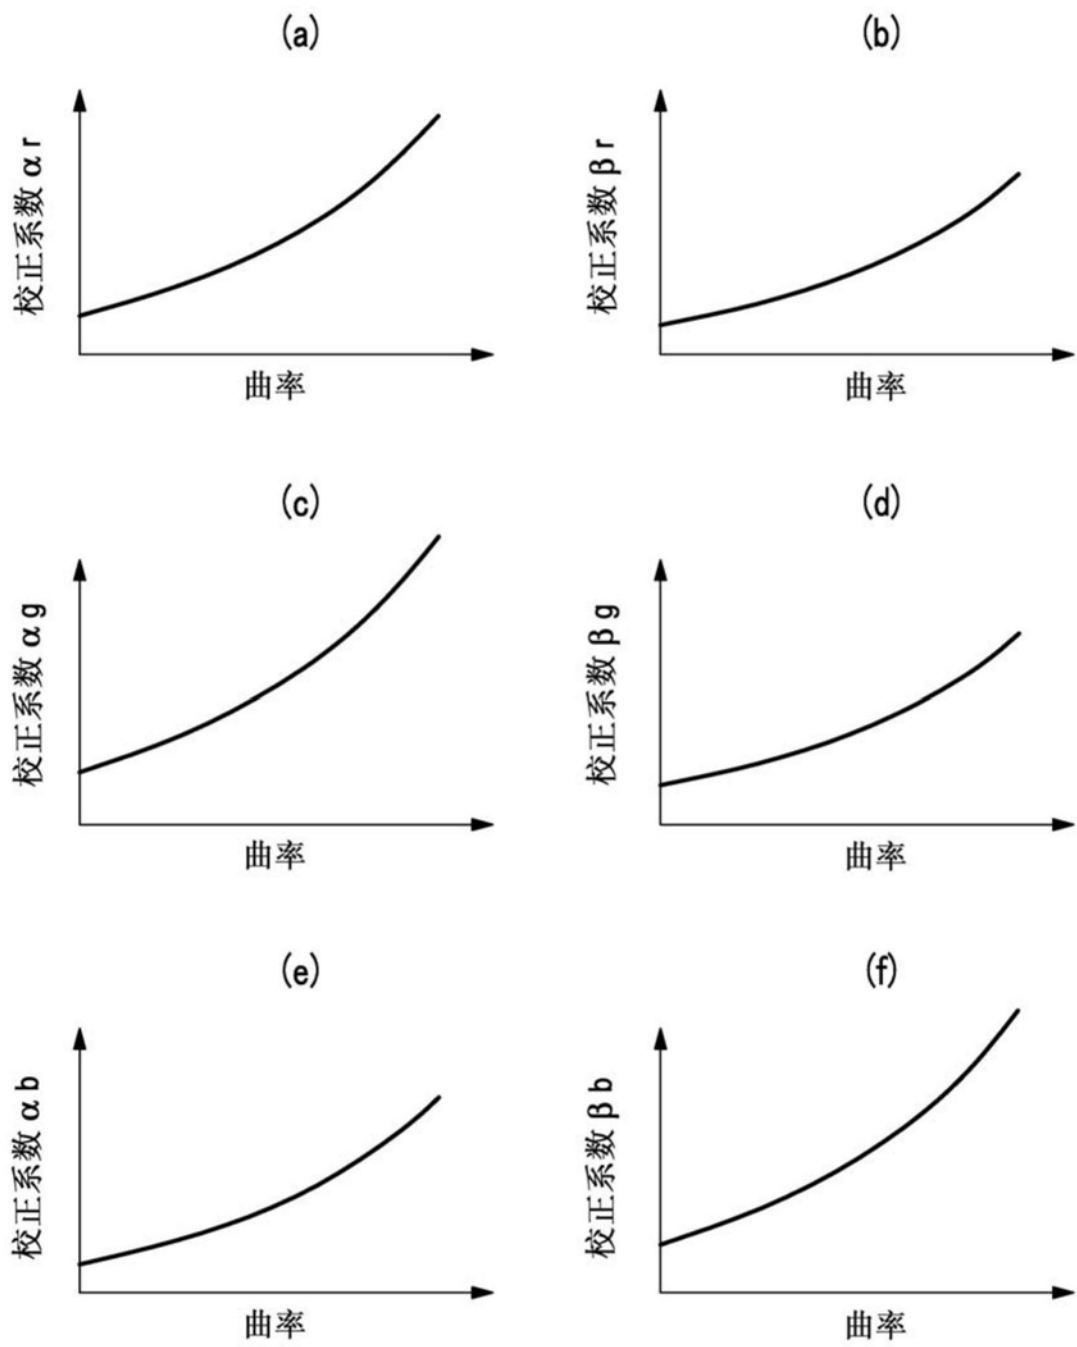 (a)
校正系数 α r
曲率
(b)
校正系数 β r
曲率
(c)
校正系数 α g
曲率
(d)
校正系数 β g
曲率
(e)
校正系数 α b
曲率
(f)
校正系数 β b
曲率